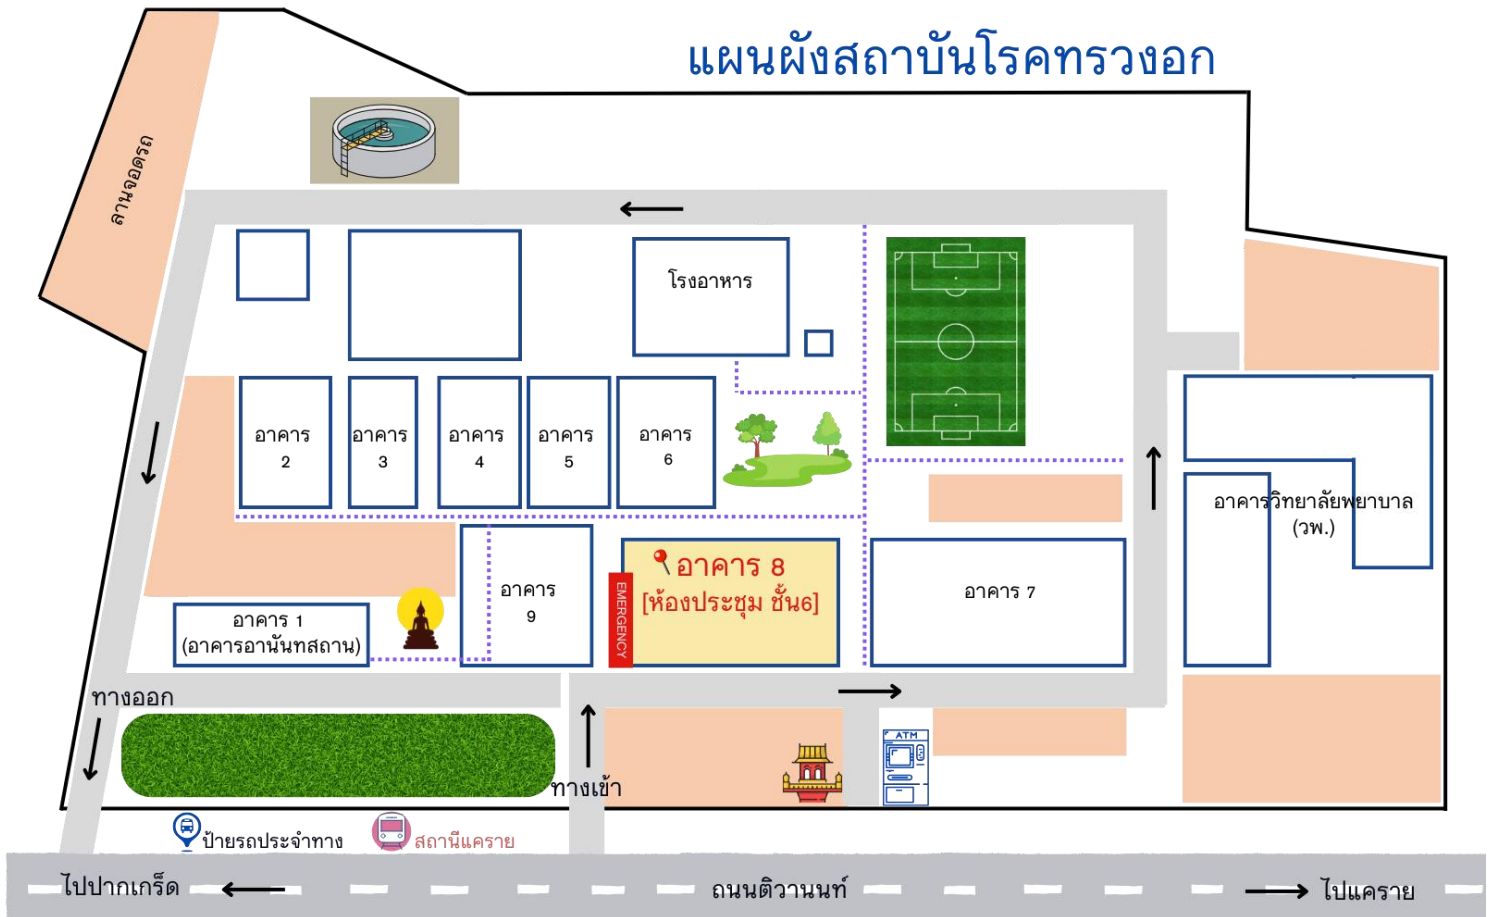 แผนผังสถาบันโรคทรวงอก
ลานจอดรถ
โรงอาหาร
อาคาร
2
อาคาร
3
อาคาร
4
อาคาร
5
อาคาร
6
อาคารวิทยาลัยพยาบาล
(วพ.)
อาคาร 1
(อาคารอานันทสถาน)
อาคาร
9
EMERGENCY
อาคาร 8
[ห้องประชุม ชั้น6]
อาคาร 7
ทางออก
ทางเข้า
ATM
ป้ายรถประจำทาง
สถานีแคราย
ไปปากเกร็ด
ถนนติวานนท์
ไปแคราย